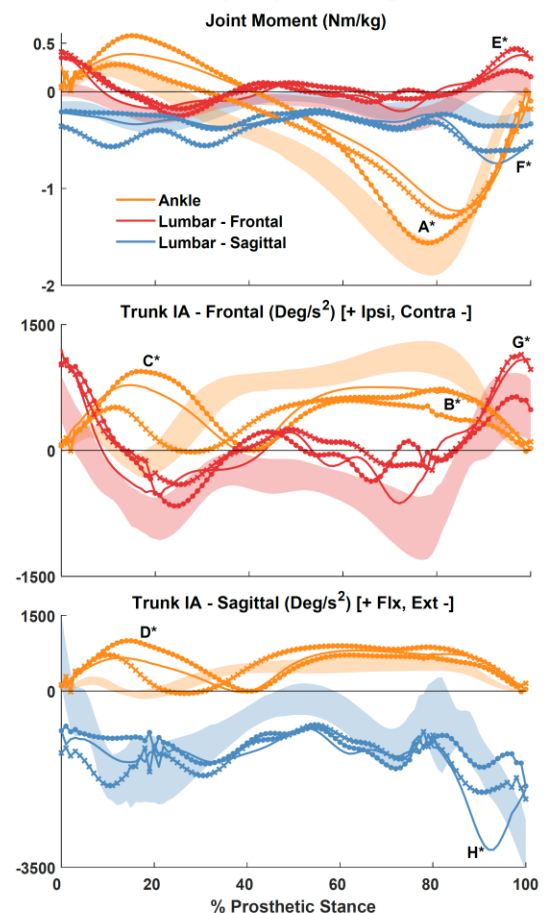 Joint Moment (Nm/kg)
0.5
E*
0
-1
Ankle
Lumbar - Frontal
F*
Lumbar - Sagittal
A*
-2
Trunk IA - Frontal (Deg/s²) [+ Ipsi, Contra -]
1500
G*
C*
B*
0
-1500
Trunk IA - Sagittal (Deg/s²) [+ Flx, Ext -]
1500
D*
0
H*
-3500
0 20 40 60 80 100
% Prosthetic Stance